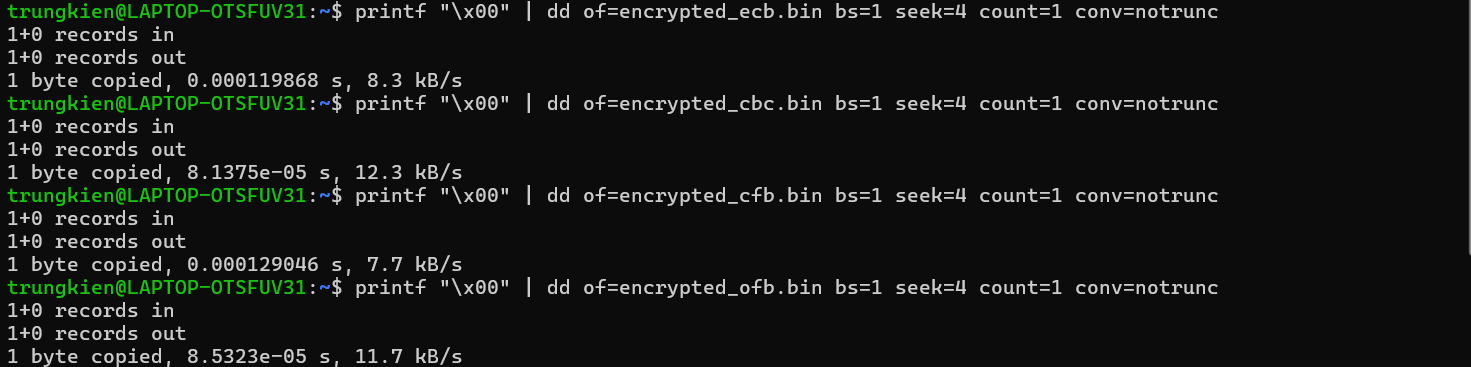 trungkien@LAPTOP-OTSFUV31:~$ printf "\x00" | dd of=encrypted_ecb.bin bs=1 seek=4 count=1 conv=notrunc
1+0 records in
1+0 records out
1 byte copied, 0.000119868 s, 8.3 kB/s
trungkien@LAPTOP-OTSFUV31:~$ printf "\x00" | dd of=encrypted_cbc.bin bs=1 seek=4 count=1 conv=notrunc
1+0 records in
1+0 records out
1 byte copied, 8.1375e-05 s, 12.3 kB/s
trungkien@LAPTOP-OTSFUV31:~$ printf "\x00" | dd of=encrypted_cfb.bin bs=1 seek=4 count=1 conv=notrunc
1+0 records in
1+0 records out
1 byte copied, 0.000129046 s, 7.7 kB/s
trungkien@LAPTOP-OTSFUV31:~$ printf "\x00" | dd of=encrypted_ofb.bin bs=1 seek=4 count=1 conv=notrunc
1+0 records in
1+0 records out
1 byte copied, 8.5323e-05 s, 11.7 kB/s